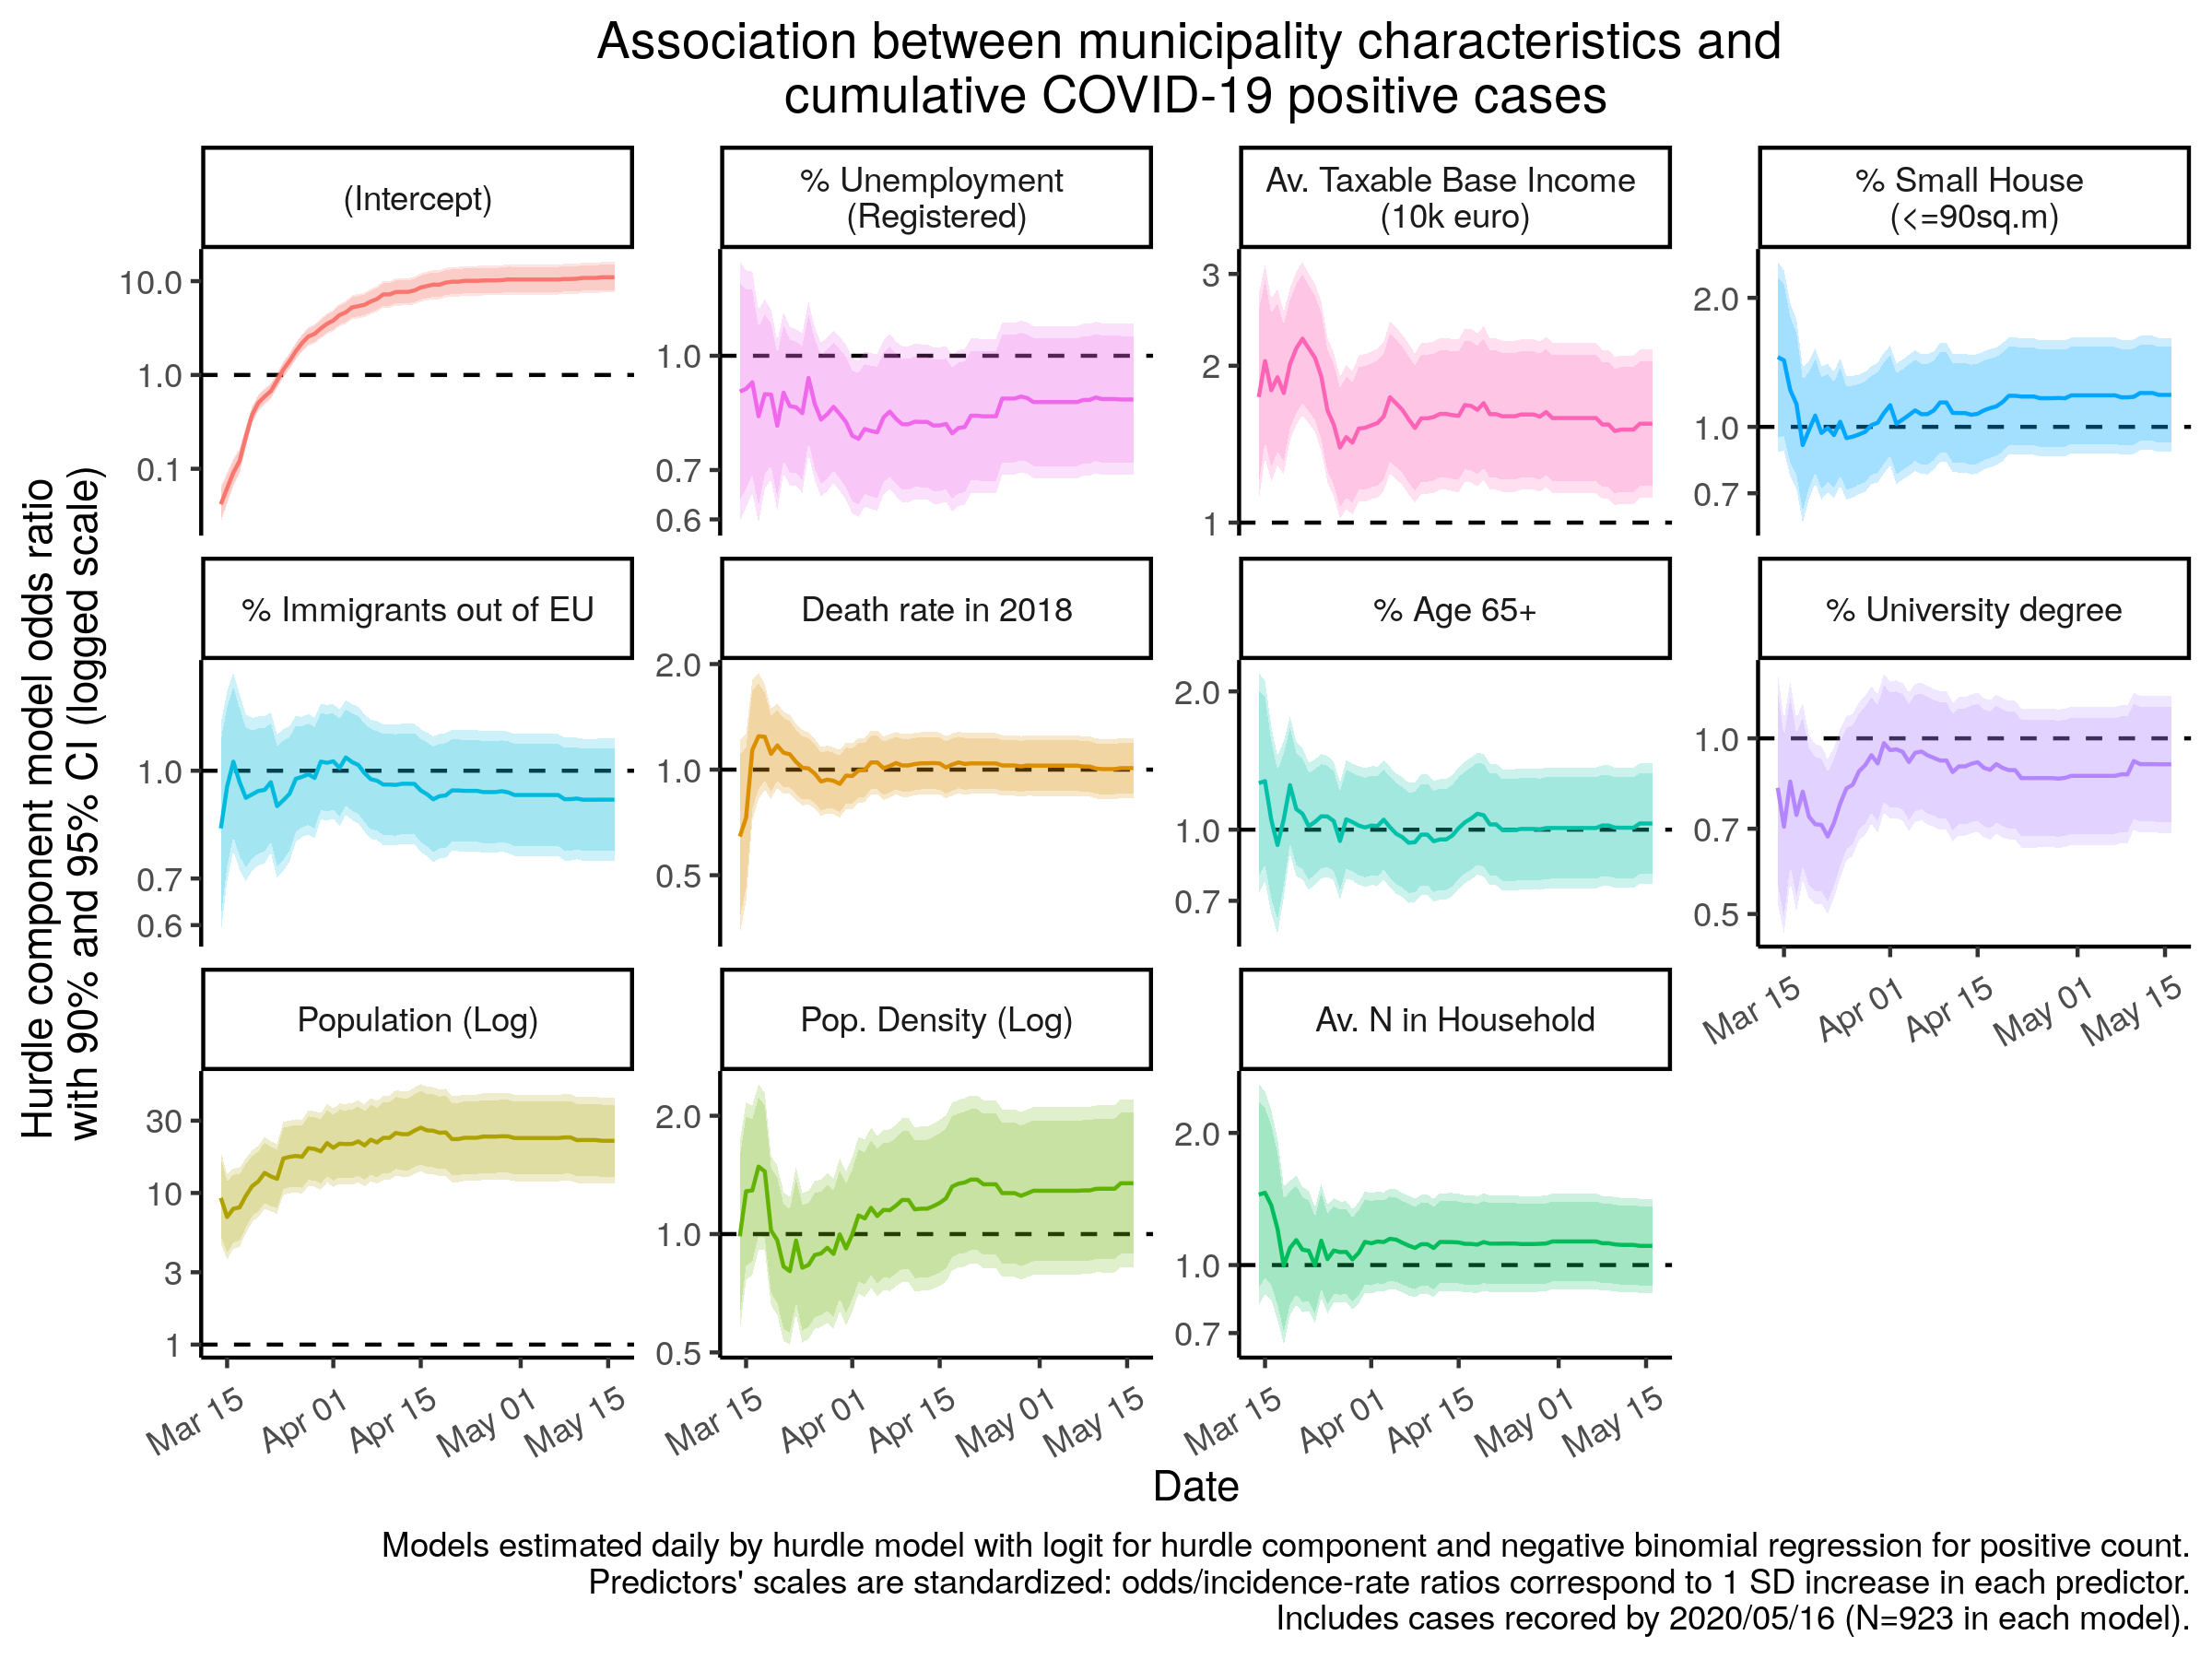 Association between municipality characteristics and
cumulative COVID-19 positive cases
Hurdle component model odds ratio
with 90% and 95% CI (logged scale)
(Intercept)
10.0
1.0
0.1
% Unemployment
(Registered)
1.0
0.7
0.6
Av. Taxable Base Income
(10k euro)
3
2
1
% Small House
(<=90sq.m)
2.0
1.0
0.7
% Immigrants out of EU
1.0
0.7
0.6
Death rate in 2018
2.0
1.0
0.5
% Age 65+
2.0
1.0
0.7
% University degree
1.0
0.7
0.5
Mar 15 Apr 01 Apr 15 May 01 May 15
Population (Log)
30
10
3
1
Mar 15 Apr 01 Apr 15 May 01 May 15
Pop. Density (Log)
2.0
1.0
0.5
Mar 15 Apr 01 Apr 15 May 01 May 15
Av. N in Household
2.0
1.0
0.7
Mar 15 Apr 01 Apr 15 May 01 May 15
Date
Models estimated daily by hurdle model with logit for hurdle component and negative binomial regression for positive count.
Predictors' scales are standardized: odds/incidence-rate ratios correspond to 1 SD increase in each predictor.
Includes cases recored by 2020/05/16 (N=923 in each model).